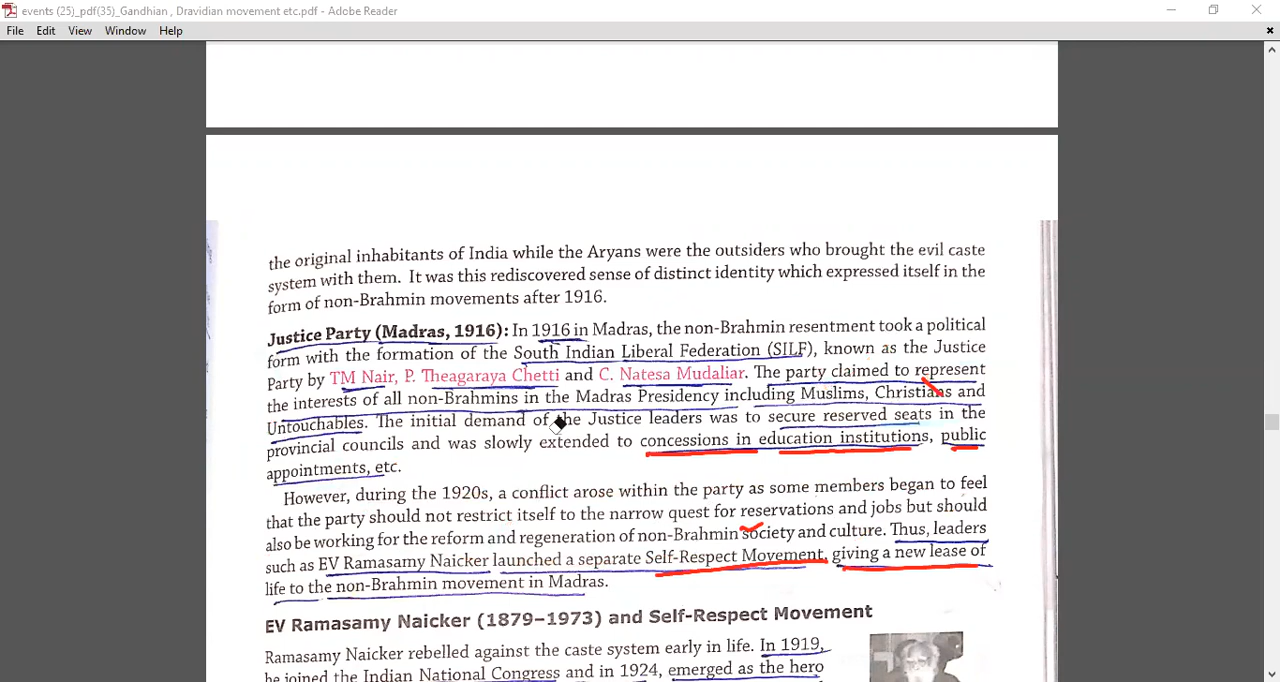 events (25)_pdf(35)_Gandhian , Dravidian movement etc.pdf - Adobe Reader
File Edit View Window Help
the original inhabitants of India while the Aryans were the outsiders who brought the evil caste
system with them. It was this rediscovered sense of distinct identity which expressed itself in the
form of non-Brahmin movements after 1916.
Justice Party (Madras, 1916): In 1916 in Madras, the non-Brahmin resentment took a political
form with the formation of the South Indian Liberal Federation (SILF), known as the Justice
Party by TM Nair, P. Theagaraya Chetti and C. Natesa Mudaliar. The party claimed to represent
the interests of all non-Brahmins in the Madras Presidency including Muslims, Christians and
Untouchables. The initial demand of the Justice leaders was to secure reserved seats in the
provincial councils and was slowly extended to concessions in education institutions, public
appointments, etc.
However, during the 1920s, a conflict arose within the party as some members began to feel
that the party should not restrict itself to the narrow quest for reservations and jobs but should
also be working for the reform and regeneration of non-Brahmin society and culture. Thus, leaders
such as EV Ramasamy Naicker launched a separate Self-Respect Movement, giving a new lease of
life to the non-Brahmin movement in Madras.
EV Ramasamy Naicker (1879–1973) and Self-Respect Movement
Ramasamy Naicker rebelled against the caste system early in life. In 1919,
he joined the Indian National Congress and in 1924, emerged as the hero